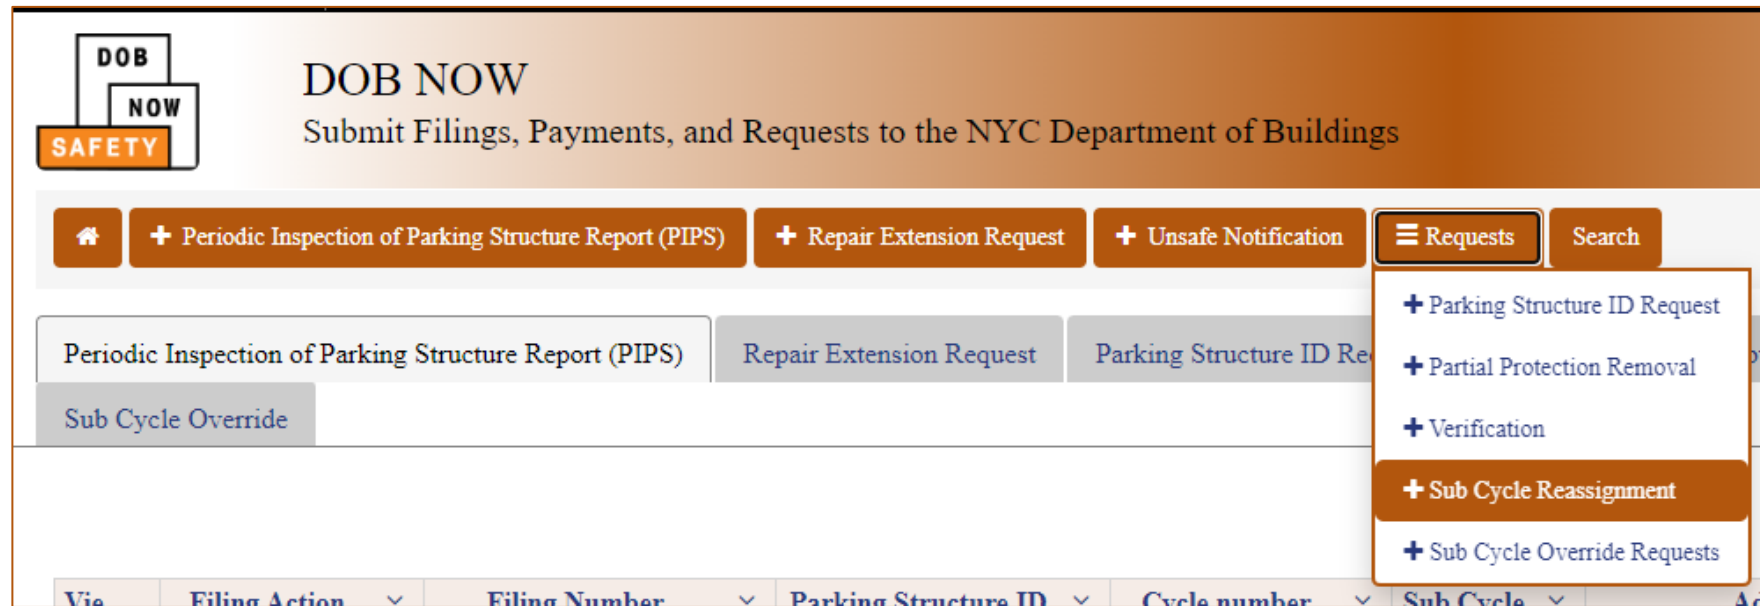 DOB
NOW
SAFETY
DOB NOW
Submit Filings, Payments, and Requests to the NYC Department of Buildings
+ Periodic Inspection of Parking Structure Report (PIPS)
+ Repair Extension Request
+ Unsafe Notification
Requests
Search
+ Parking Structure ID Request
+ Partial Protection Removal
+ Verification
+ Sub Cycle Reassignment
+ Sub Cycle Override Requests
Periodic Inspection of Parking Structure Report (PIPS)
Repair Extension Request
Parking Structure ID Re
Sub Cycle Override
Vie
Filing Action
Filing Number
Parking Structure ID
Cycle number
Sub Cycle